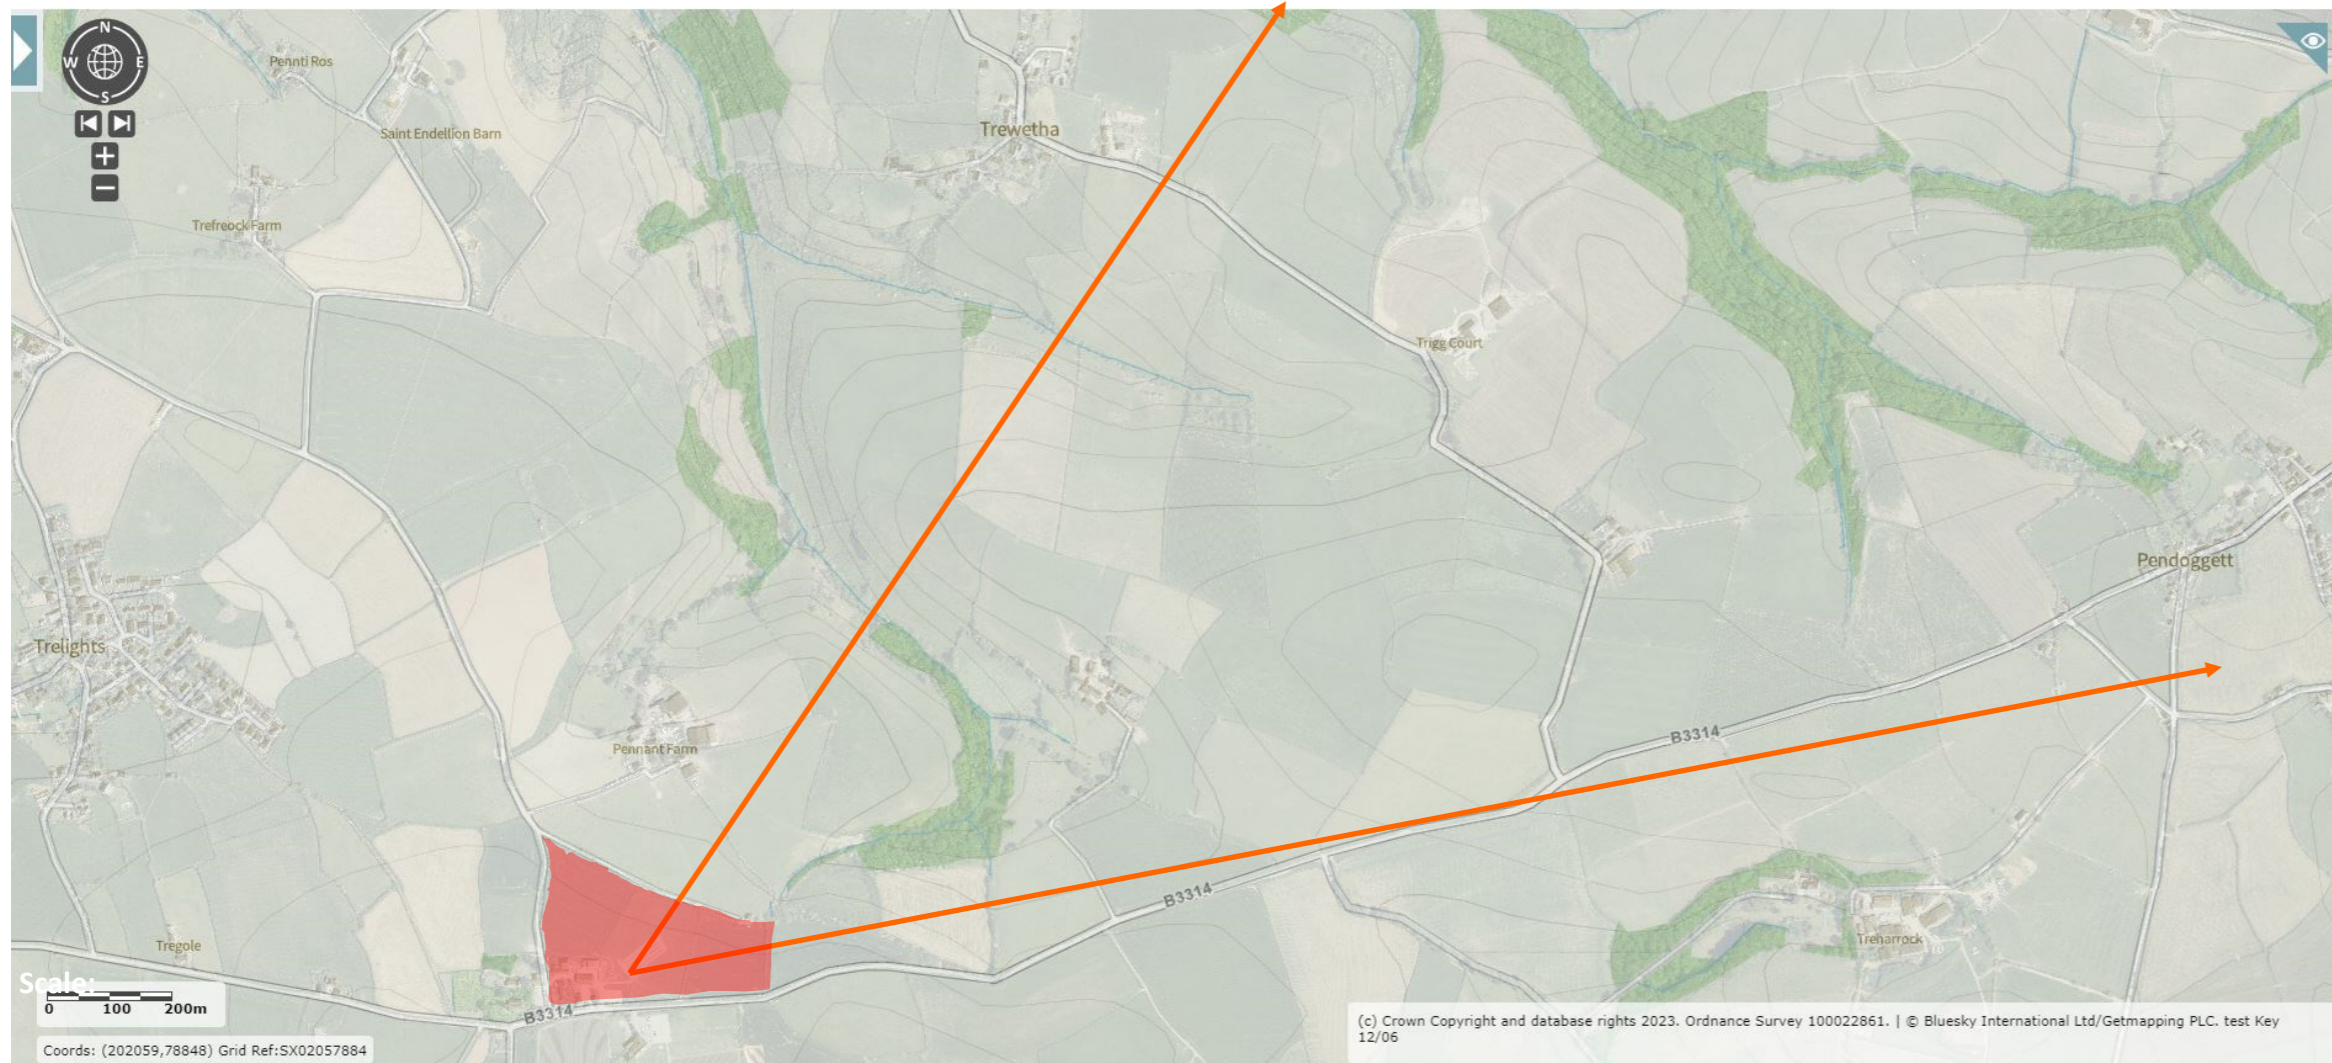 N
W E
S
Pennti Ros
Saint Endellion Barn
Trewetha
Trefreock Farm
Trigg Court
Pendoggett
Trelights
Pennant Farm
B3314
B3314
Tregole
Treharrock
Scale:
0 100 200m
B3314
(c) Crown Copyright and database rights 2023. Ordnance Survey 100022861. | © Bluesky International Ltd/Getmapping PLC. test Key
12/06
Coords: (202059,78848) Grid Ref:SX02057884